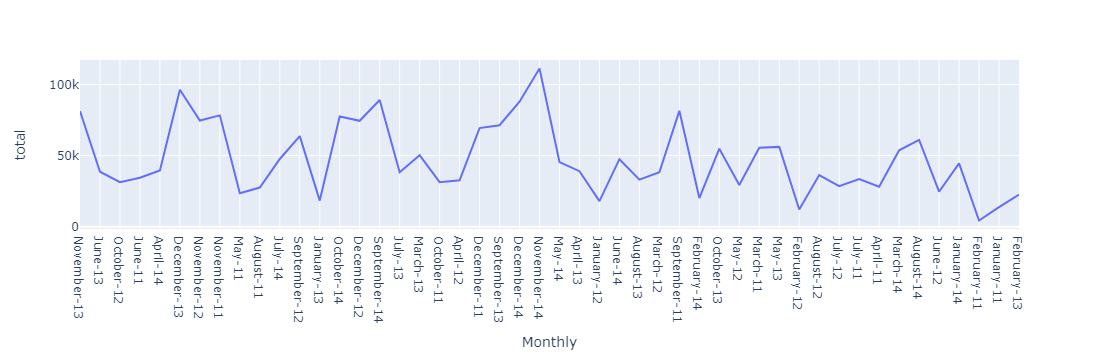 100k
50k
0
total
November-13
June-13
October-12
June-11
April-14
December-13
November-12
November-11
May-11
August-11
July-14
September-12
January-13
October-14
December-12
September-14
July-13
March-13
October-11
April-12
December-11
September-13
December-14
November-14
May-14
April-13
January-12
June-14
August-13
March-12
September-11
February-14
October-13
May-12
March-11
May-13
February-12
August-12
July-12
July-11
April-11
March-14
August-14
June-12
January-14
February-11
January-11
February-13
Monthly